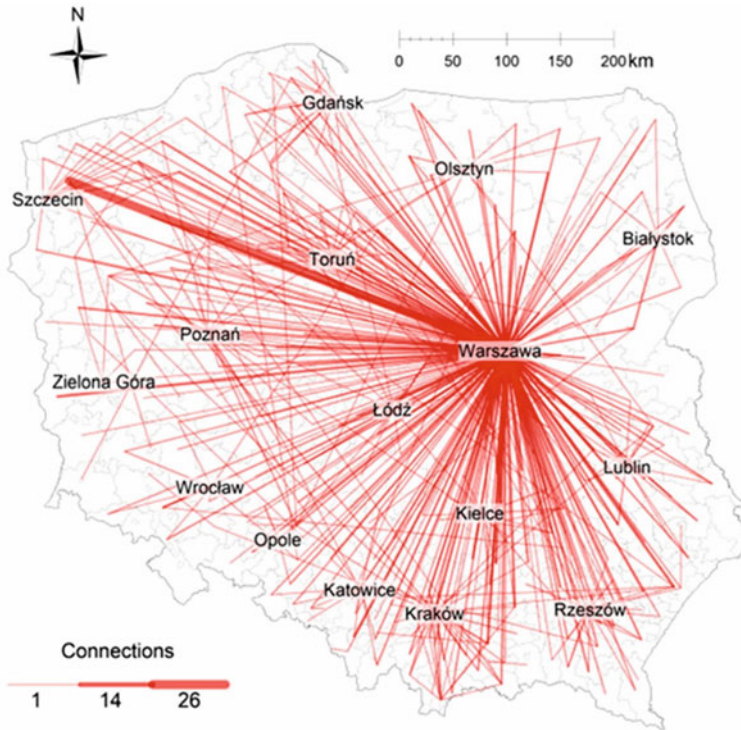 N
0 50 100 150 200 km
Gdańsk
Olsztyn
Szczecin
Białystok
Toruń
Poznań
Warszawa
Zielona Góra
Łódź
Lublin
Wrocław
Kielce
Opole
Katowice
Kraków
Rzeszów
Connections
1 14 26